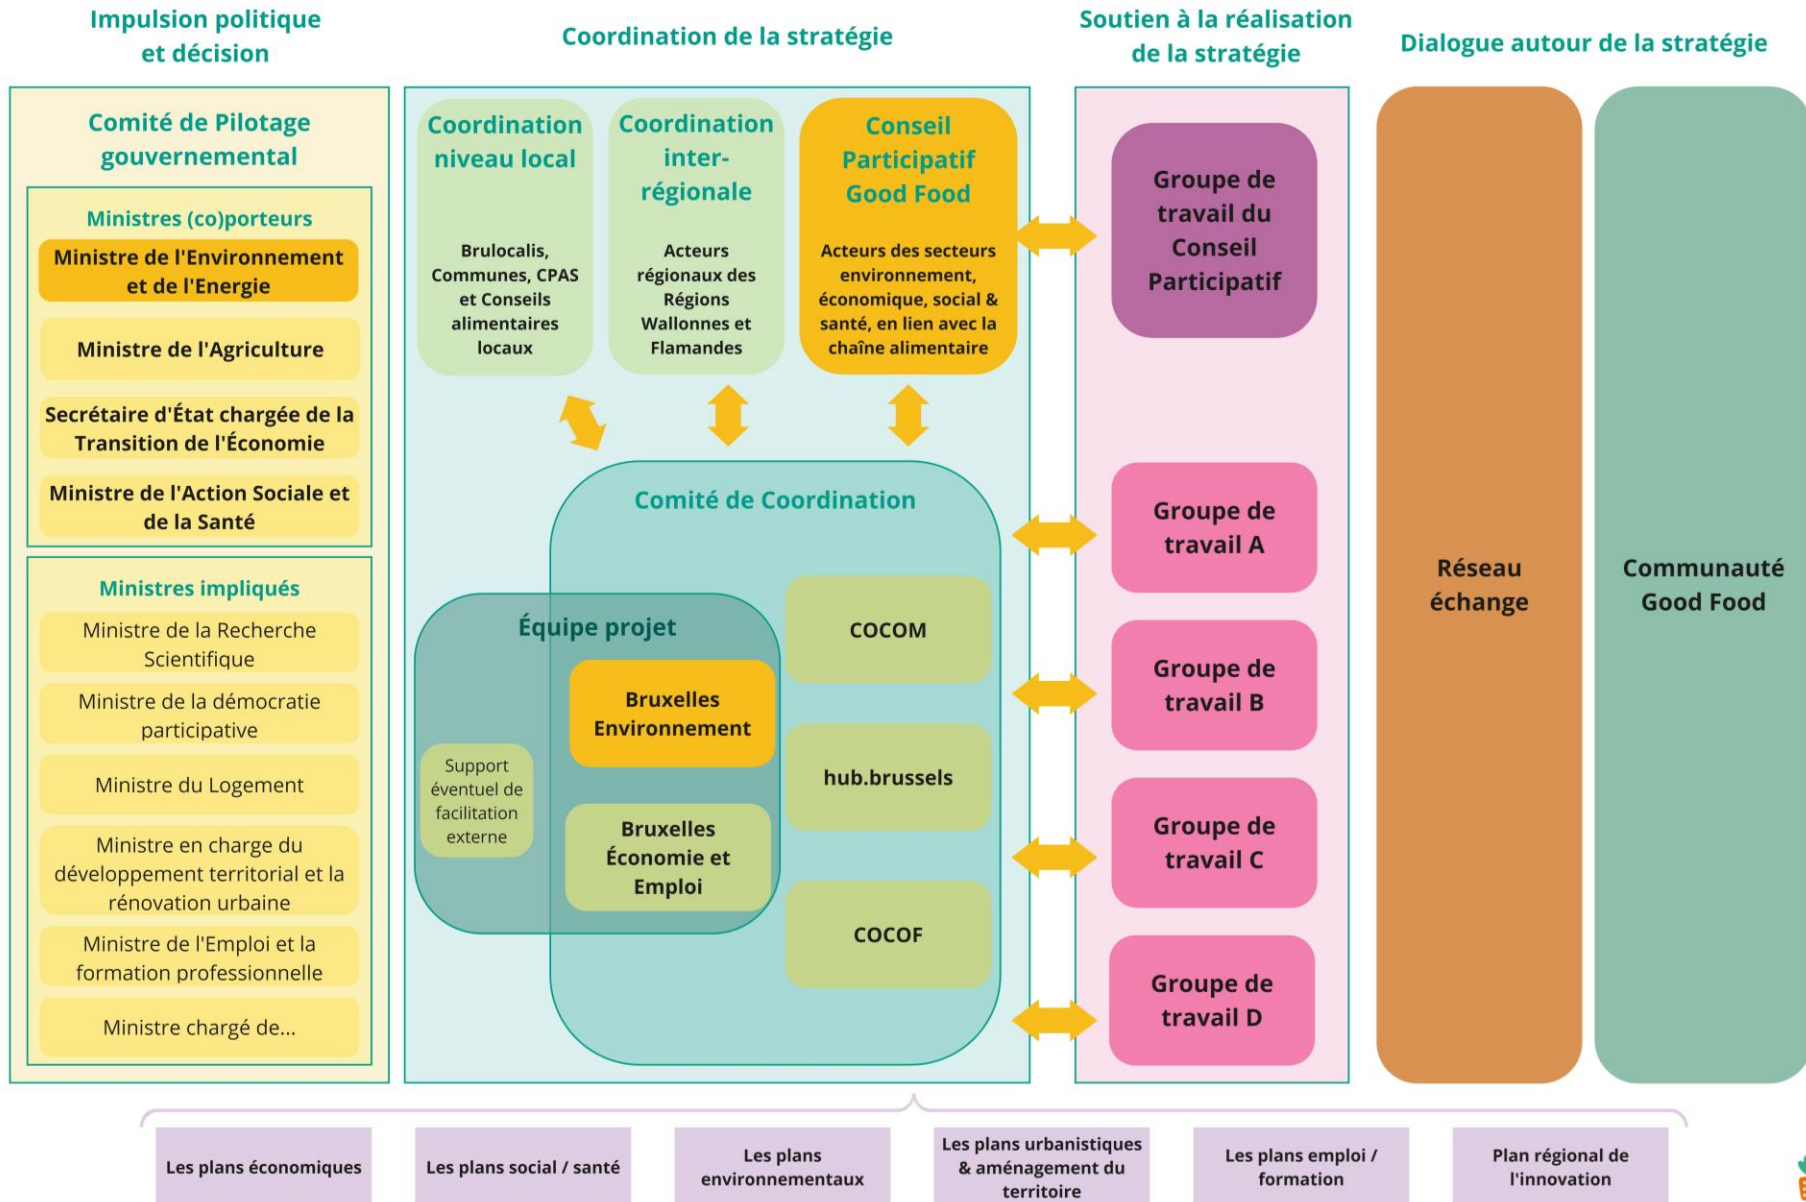 Impulsion politique
et décision
Coordination de la stratégie
Soutien à la réalisation
de la stratégie
Dialogue autour de la stratégie
Comité de Pilotage
gouvernemental
Ministres (co)porteurs
Ministre de l'Environnement
et de l'Energie
Ministre de l'Agriculture
Secrétaire d'État chargée de la
Transition de l'Économie
Ministre de l'Action Sociale et
de la Santé
Ministres impliqués
Ministre de la Recherche
Scientifique
Ministre de la démocratie
participative
Ministre du Logement
Ministre en charge du
développement territorial et la
rénovation urbaine
Ministre de l'Emploi et la
formation professionnelle
Ministre chargé de...
Coordination
niveau local
Brulocalis,
Communes, CPAS
et Conseils
alimentaires
locaux
Coordination
inter-
régionale
Acteurs
régionaux des
Régions
Wallonnes et
Flamandes
Conseil
Participatif
Good Food
Acteurs des secteurs
environnement,
économique, social &
santé, en lien avec la
chaîne alimentaire
Comité de Coordination
Équipe projet
Bruxelles
Environnement
Support
éventuel de
facilitation
externe
Bruxelles
Économie et
Emploi
COCOM
hub.brussels
COCOF
Groupe de
travail du
Conseil
Participatif
Groupe de
travail A
Groupe de
travail B
Groupe de
travail C
Groupe de
travail D
Réseau
échange
Communauté
Good Food
Les plans économiques
Les plans social / santé
Les plans
environnementaux
Les plans urbanistiques
& aménagement du
territoire
Les plans emploi /
formation
Plan régional de
l'innovation